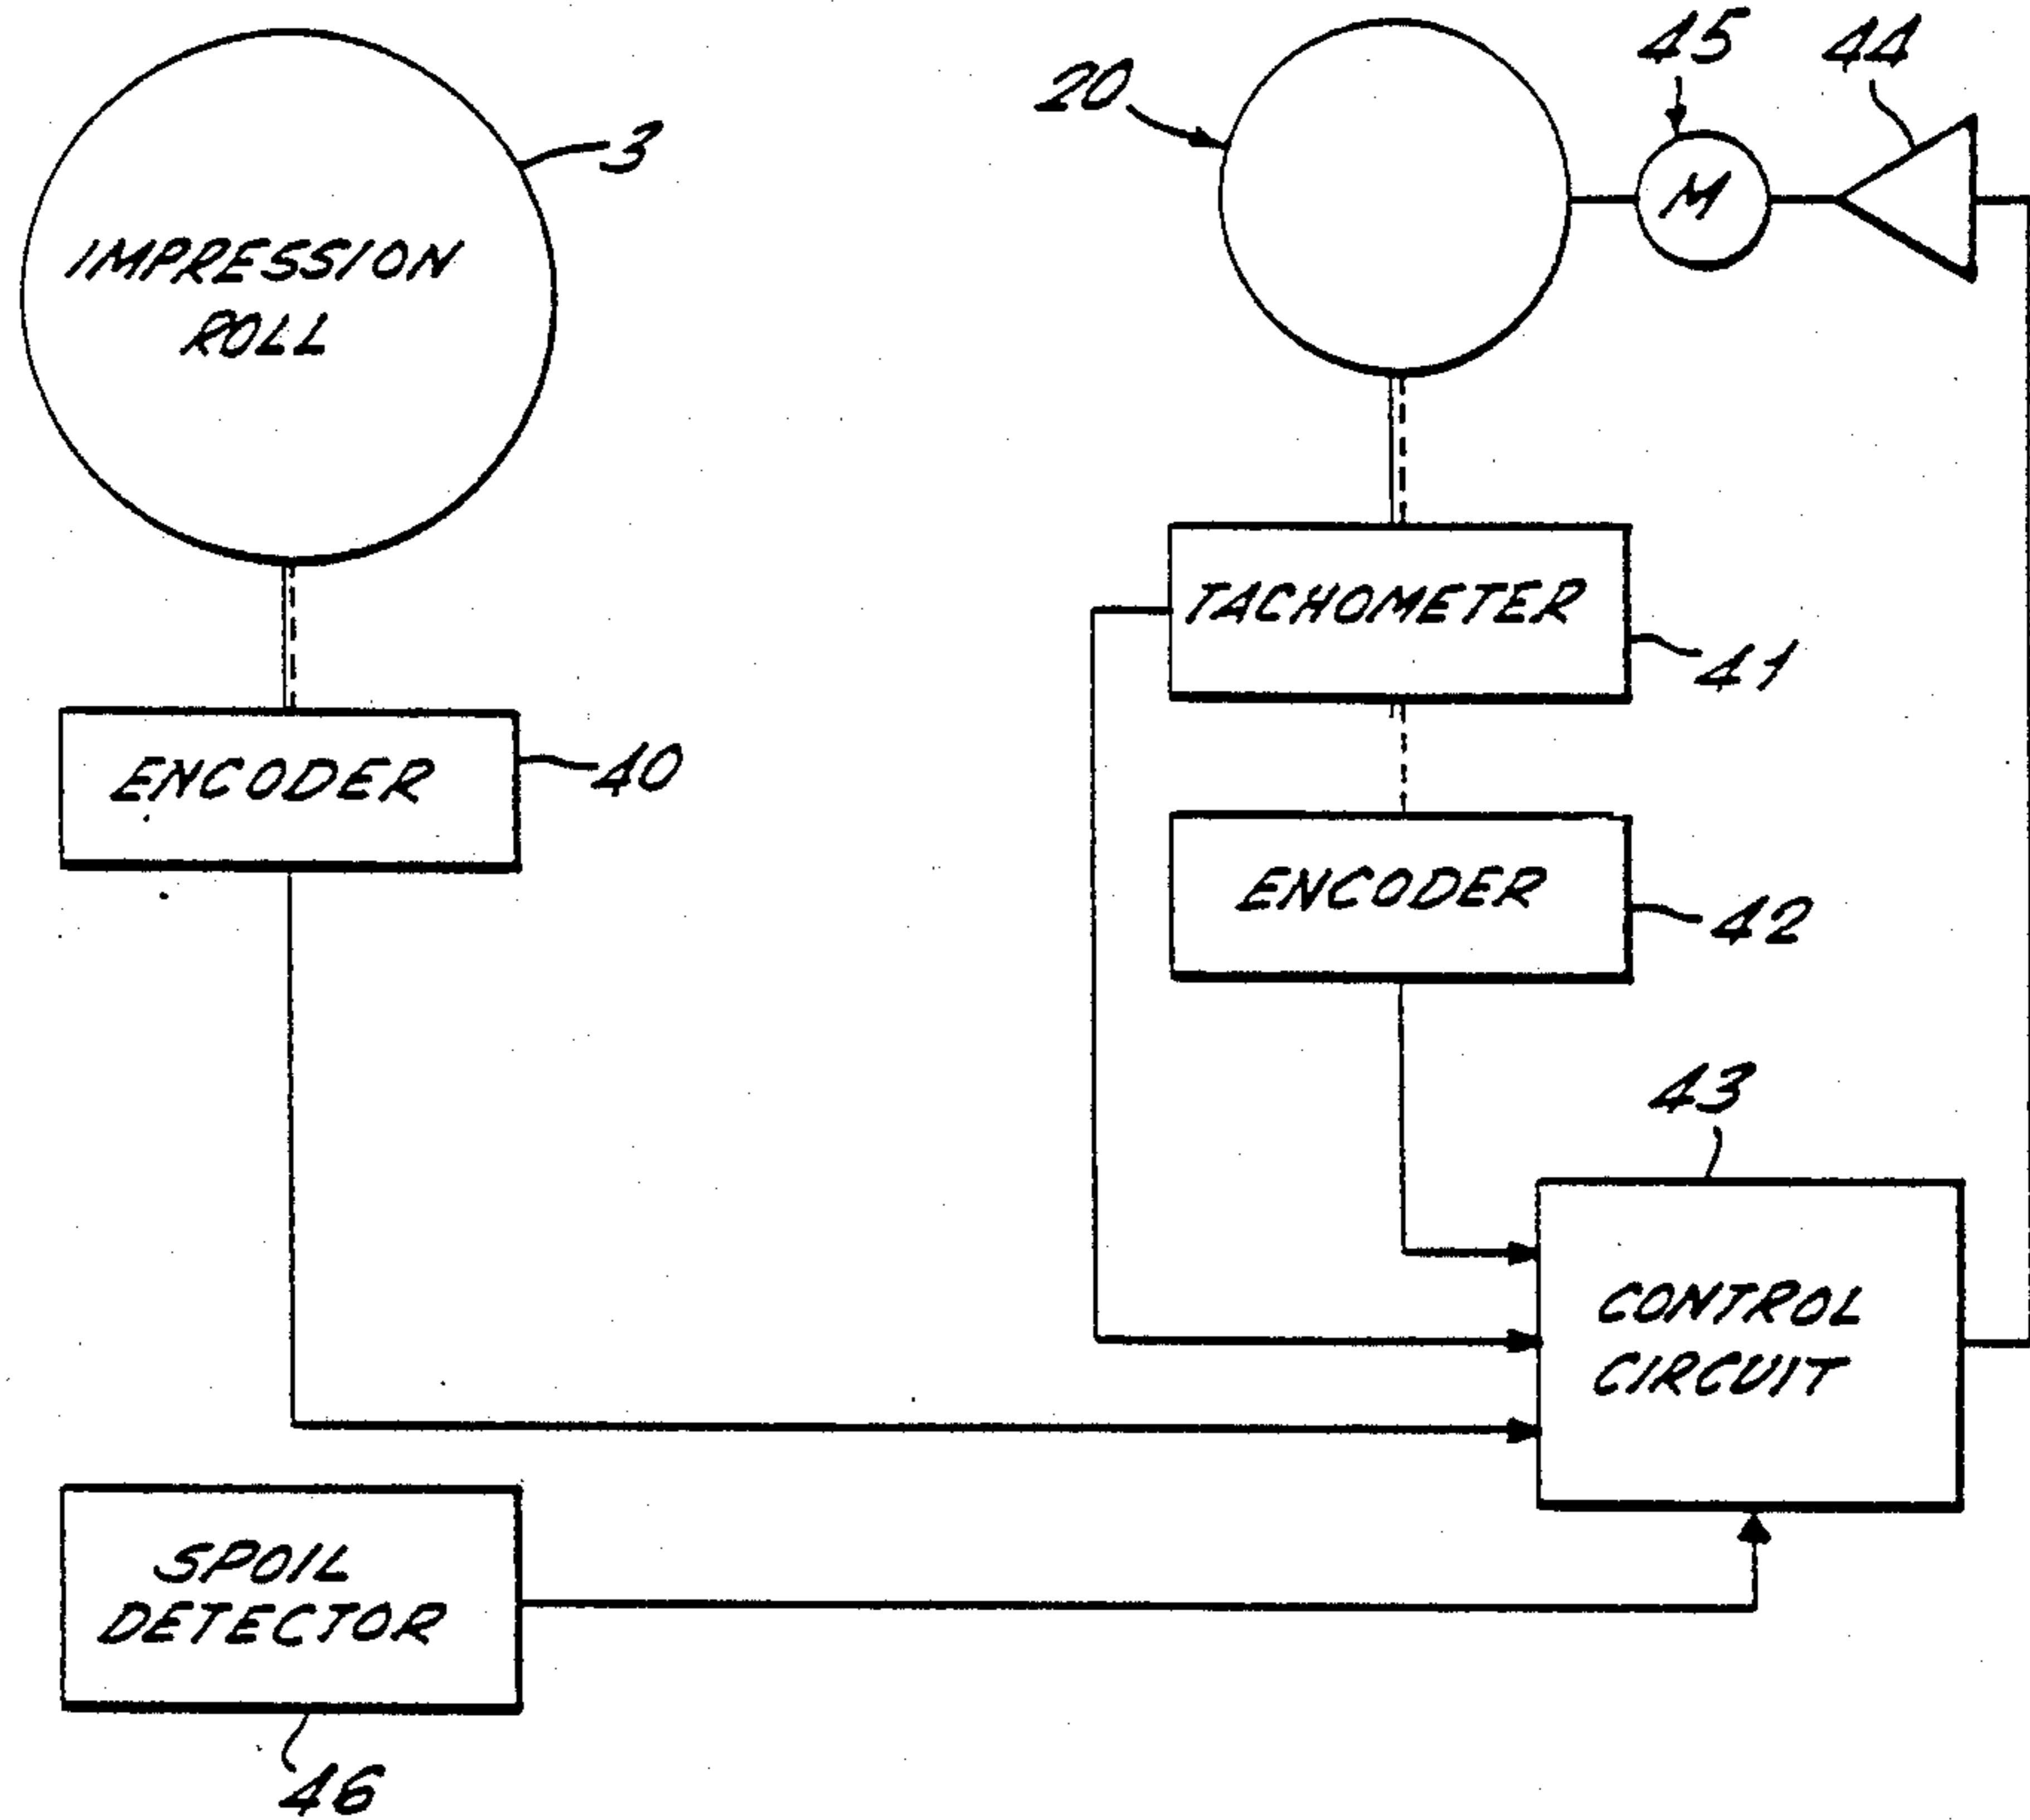 45
44
20
3
M
IMPRESSION
ROLL
TACHOMETER
41
ENCODER
40
ENCODER
42
43
CONTROL
CIRCUIT
SPOIL
DETECTOR
46